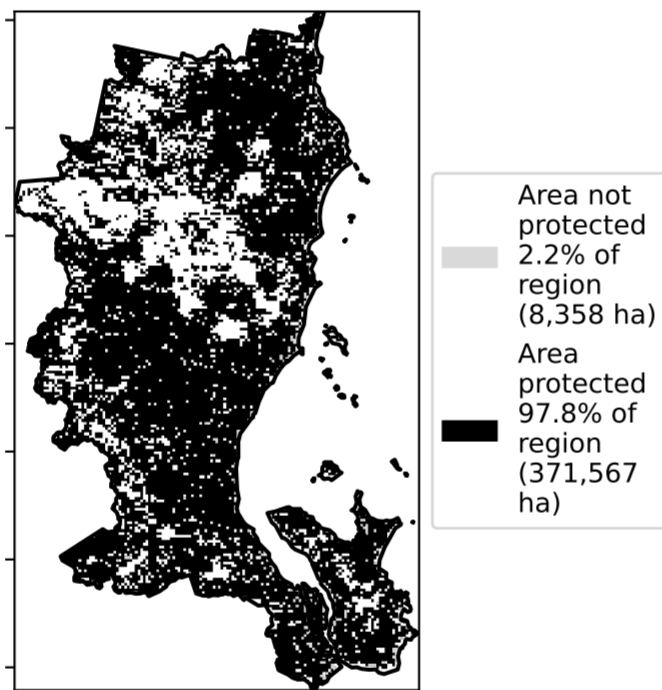 Area not
protected
2.2% of
region
(8,358 ha)
Area
protected
97.8% of
region
(371,567
ha)